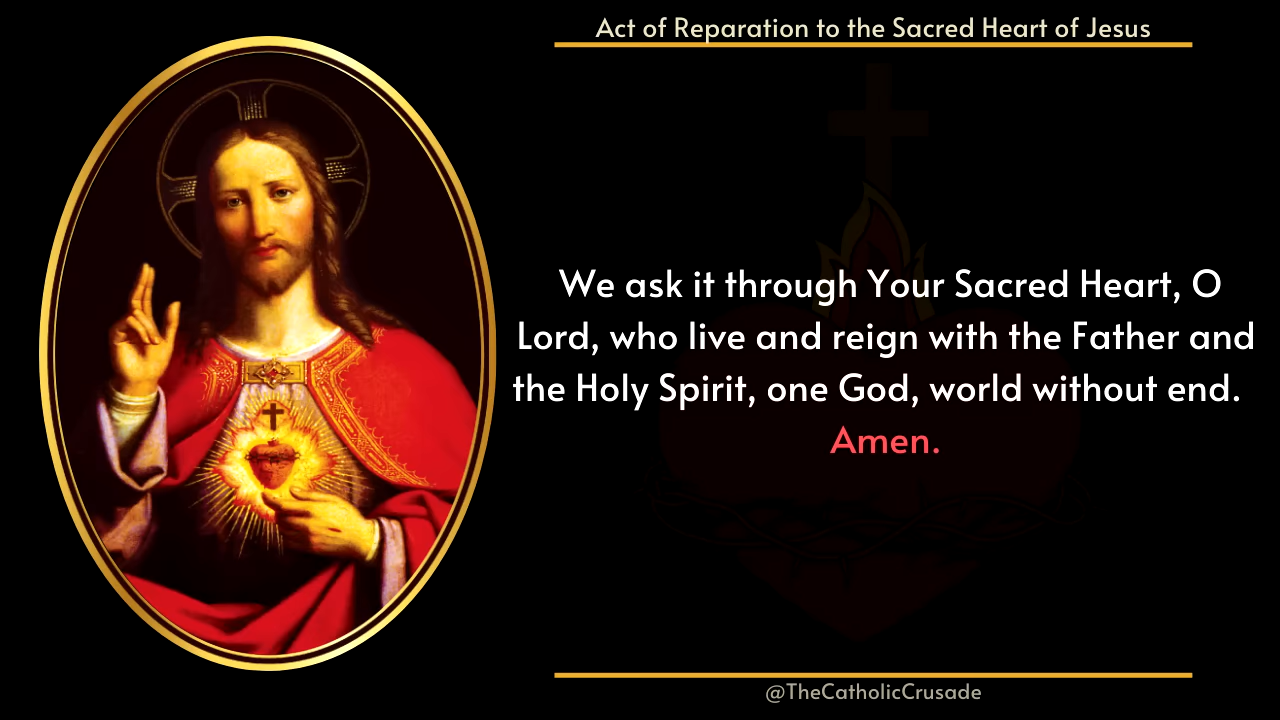 Act of Reparation to the Sacred Heart of Jesus
We ask it through Your Sacred Heart, O
Lord, who live and reign with the Father and
the Holy Spirit, one God, world without end.
Amen.
@TheCatholicCrusade